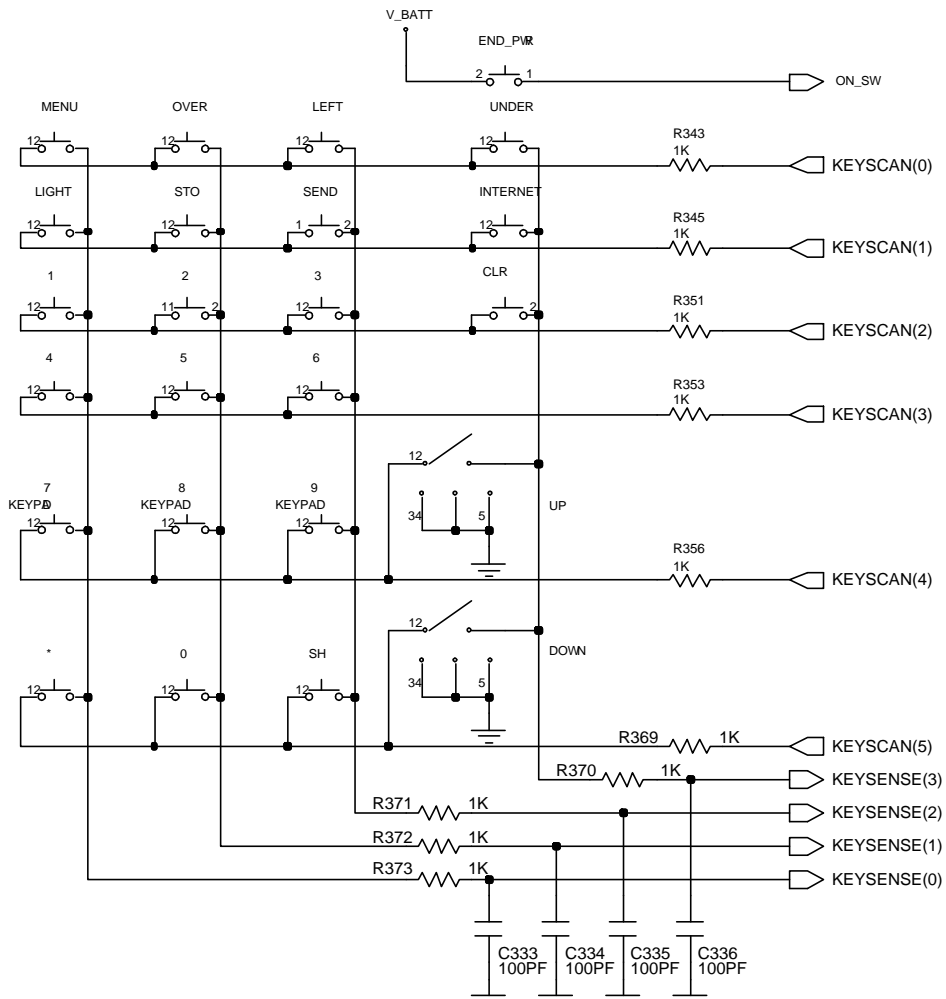 V_BATT
END_PWR
2 1 ON_SW
MENU OVER LEFT UNDER
12 12 12 12
R343
1K
KEYSCAN(0)
LIGHT STO SEND INTERNET
12 12 1 2 12
R345
1K
KEYSCAN(1)
1 2 3 CLR
12 11 2 12 2
R351
1K
KEYSCAN(2)
4 5 6
12 12 12
R353
1K
KEYSCAN(3)
12
7 8 9
KEYPAD KEYPAD KEYPAD
12 12 12
34 5 UP
R356
1K
KEYSCAN(4)
12
* 0 SH DOWN
12 12 12
34 5
R369 1K KEYSCAN(5)
R370 1K KEYSENSE(3)
R371 1K KEYSENSE(2)
R372 1K KEYSENSE(1)
R373 1K KEYSENSE(0)
C333 C334 C335 C336
100PF 100PF 100PF 100PF